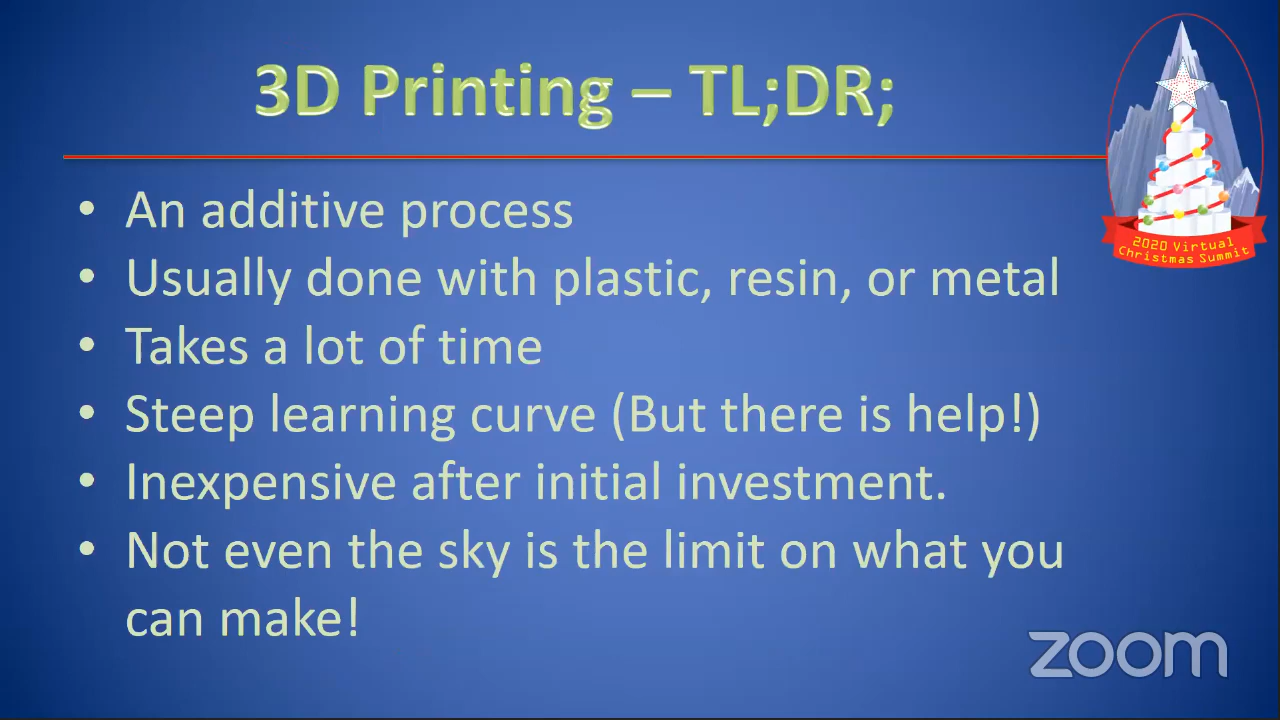 3D Printing – TL;DR;
• An additive process
• Usually done with plastic, resin, or metal
• Takes a lot of time
• Steep learning curve (But there is help!)
• Inexpensive after initial investment.
• Not even the sky is the limit on what you
can make!
2020 Virtual
Christmas Summit
zoom